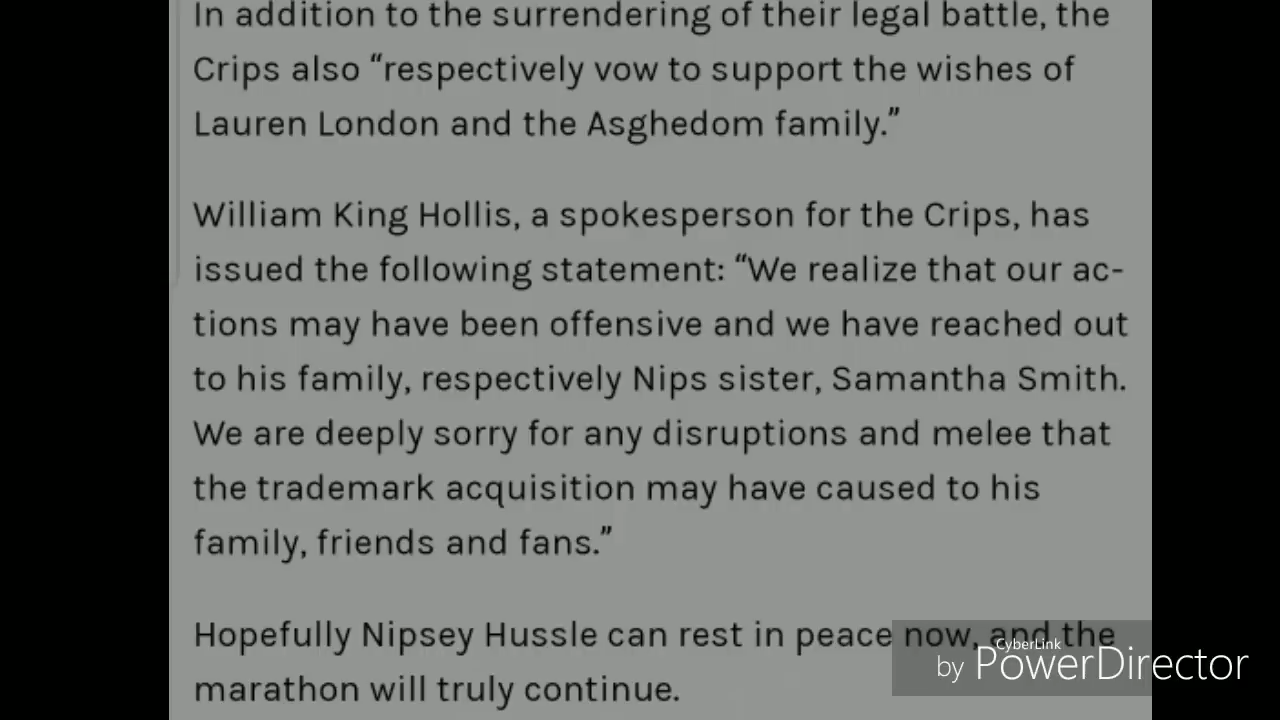 In addition to the surrendering of their legal battle, the
Crips also “respectively vow to support the wishes of
Lauren London and the Asghedom family.”
William King Hollis, a spokesperson for the Crips, has
issued the following statement: “We realize that our ac-
tions may have been offensive and we have reached out
to his family, respectively Nips sister, Samantha Smith.
We are deeply sorry for any disruptions and melee that
the trademark acquisition may have caused to his
family, friends and fans.”
Hopefully Nipsey Hussle can rest in peace now, and the
marathon will truly continue.
CyberLink
by PowerDirector